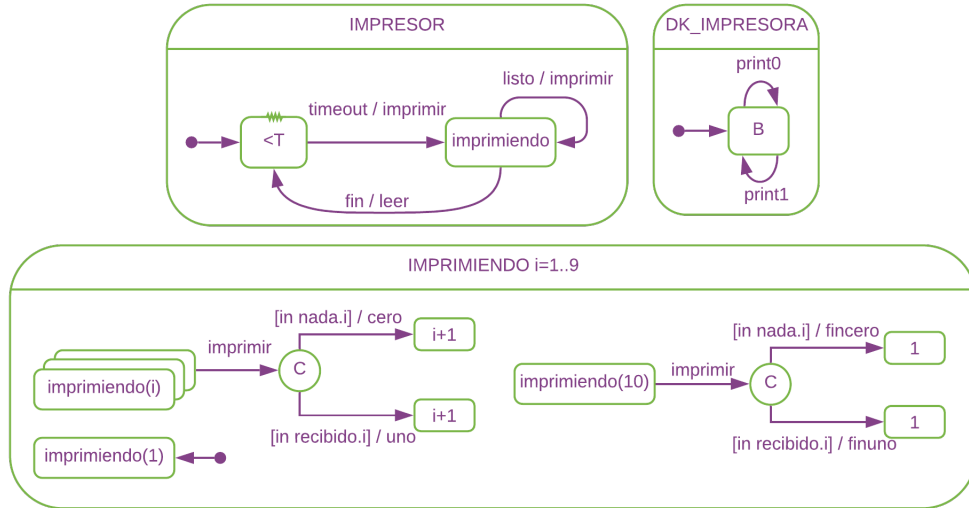 IMPRESOR
timeout / imprimir
listo / imprimir
<T
imprimiendo
fin / leer
DK_IMPRESORA
print0
B
print1
IMPRIMIENDO i=1..9
[in nada.i] / cero
imprimir
C
i+1
imprimiendo(i)
i+1
[in recibido.i] / uno
imprimiendo(1)
[in nada.i] / fincero
1
imprimir
imprimiendo(10)
C
1
[in recibido.i] / finuno